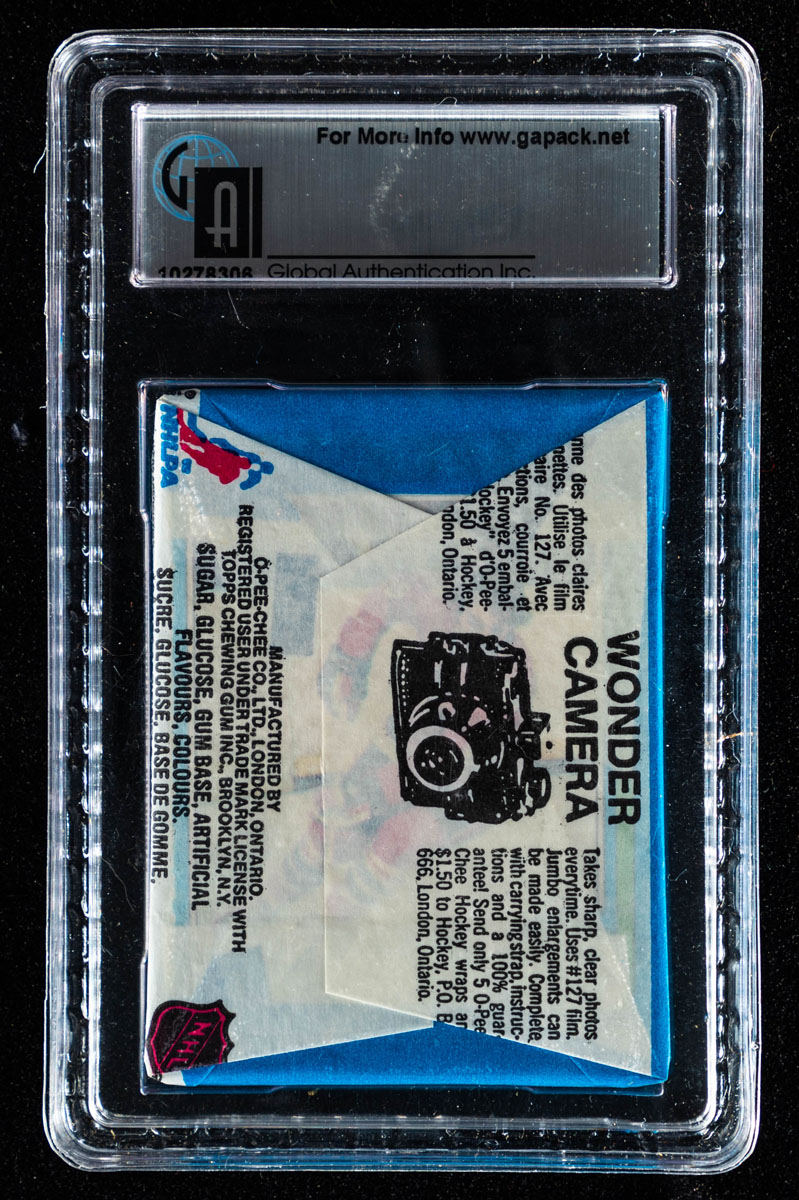 For More Info www.gapack.net
GA
10278306 Global Authentication Inc.
NHLPA
MANUFACTURED BY
O-PEE-CHEE CO., LTD., LONDON, ONTARIO.
REGISTERED USER UNDER TRADE MARK LICENSE WITH
TOPPS CHEWING GUM INC., BROOKLYN, N.Y.
SUGAR, GLUCOSE, GUM BASE, ARTIFICIAL
FLAVOURS, COLOURS.
SUCRE, GLUCOSE, BASE DE GOMME,
NHL
onne des photos claires
nettes. Utilise le film
aire No. 127. Avec
ctions, courroie et
Envoyez 5 embal-
ockey" d'O-Pee-
1.50 à Hockey,
ndon, Ontario.
WONDER
CAMERA
Takes sharp, clear photos
everytime. Uses #127 film.
Jumbo enlargements can
be made easily. Complete
with carrying strap, instruc-
tions and a 100% guar-
antee! Send only 5 O-Pee-
Chee Hockey wraps an
$1.50 to Hockey, P.O. B
666, London, Ontario.